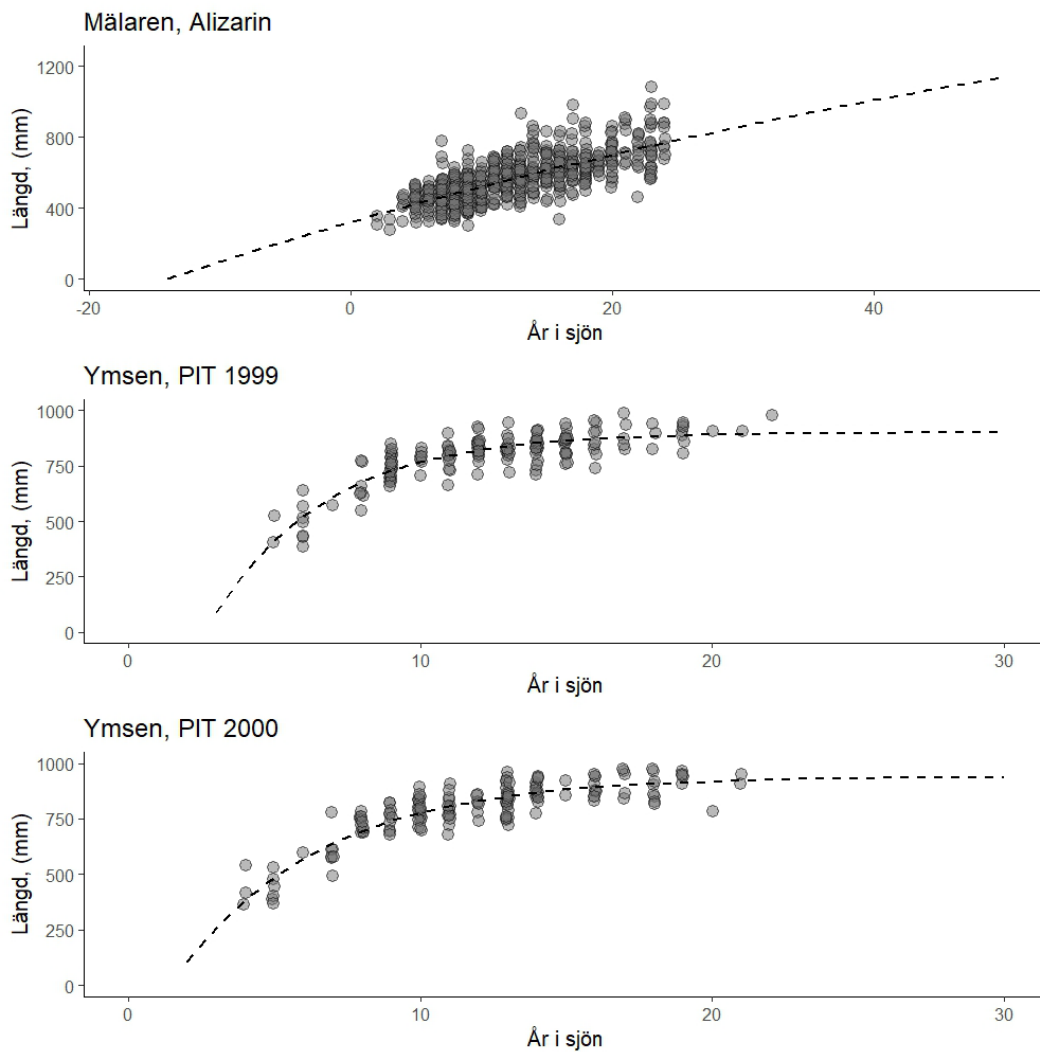 Mälaren, Alizarin
1200
800
400
0
Längd, (mm)
-20
0
20
40
År i sjön
Ymsen, PIT 1999
1000
750
500
250
0
Längd, (mm)
0
10
20
30
År i sjön
Ymsen, PIT 2000
1000
750
500
250
0
Längd, (mm)
0
10
20
30
År i sjön